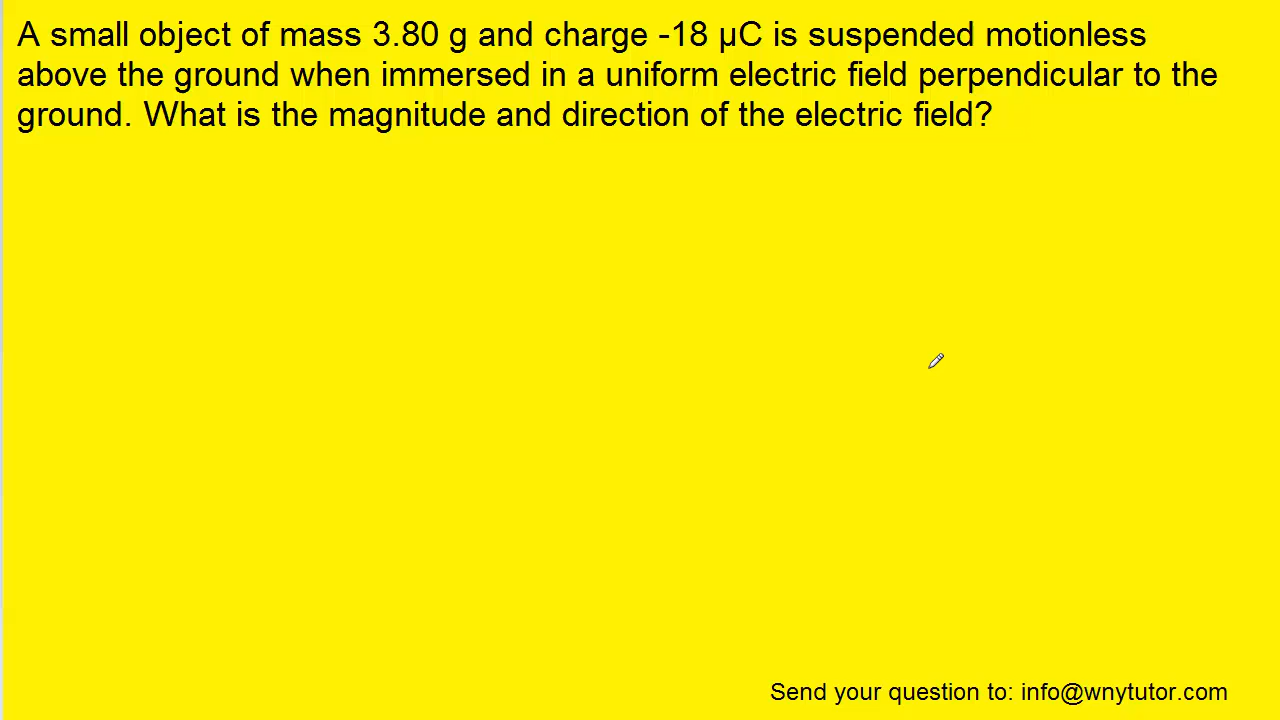 A small object of mass 3.80 g and charge -18 µC is suspended motionless
above the ground when immersed in a uniform electric field perpendicular to the
ground. What is the magnitude and direction of the electric field?
Send your question to: info@wnytutor.com